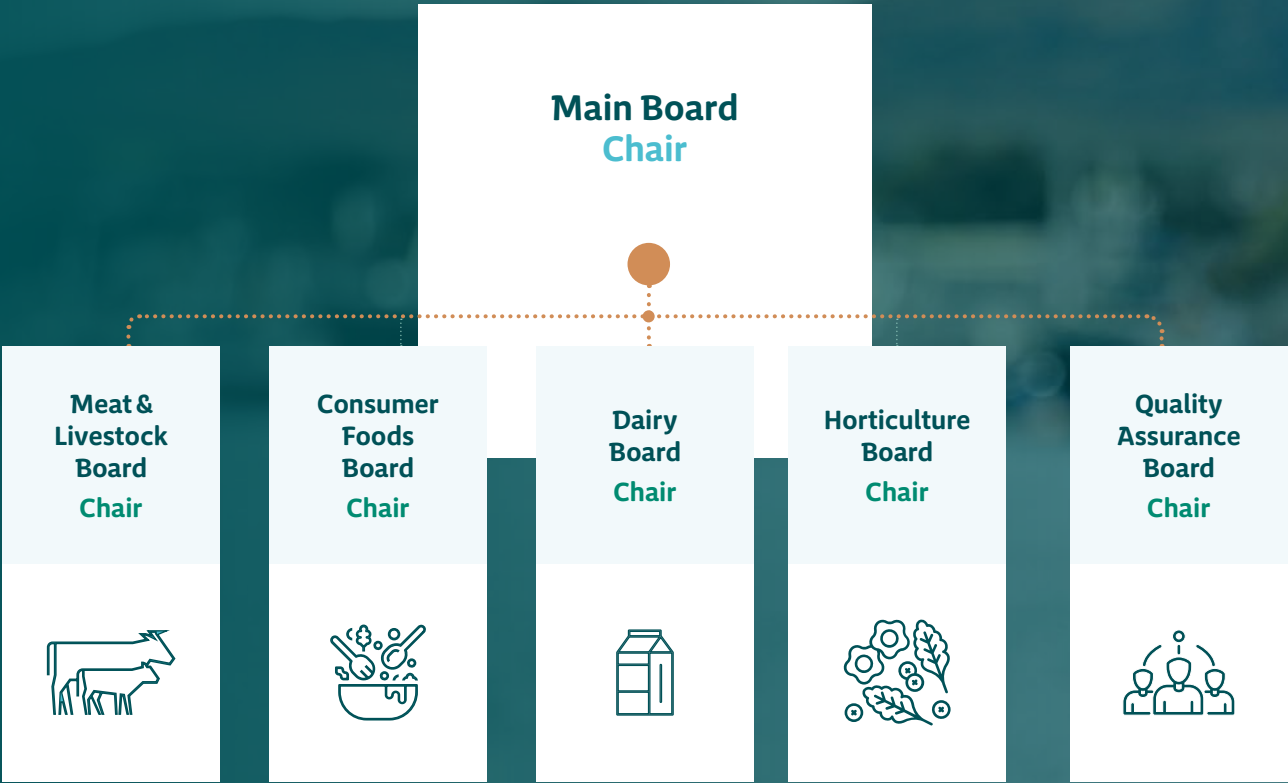 Main Board
Chair
Meat &
Livestock
Board
Chair
Consumer
Foods
Board
Chair
Dairy
Board
Chair
Horticulture
Board
Chair
Quality
Assurance
Board
Chair